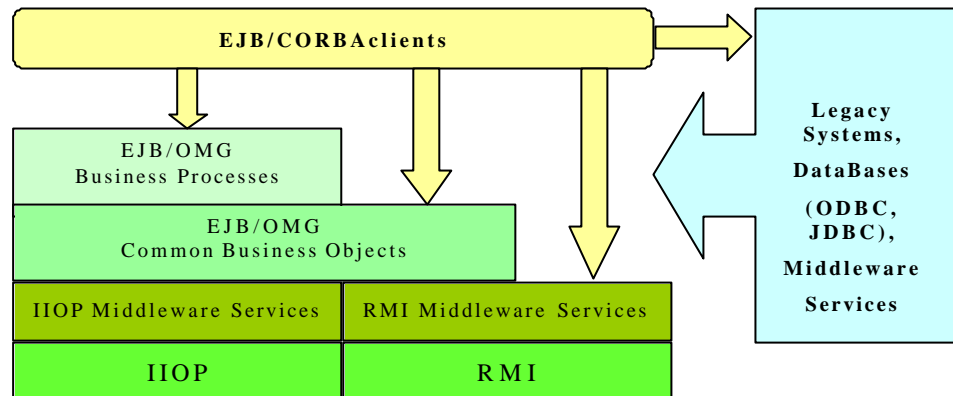 EJB/CORBAclients
EJB/OMG
Business Processes
EJB/OMG
Common Business Objects
IIOP Middleware Services
RMI Middleware Services
IIOP
RMI
Legacy
Systems,
DataBases
(ODBC,
JDBC),
Middleware
Services